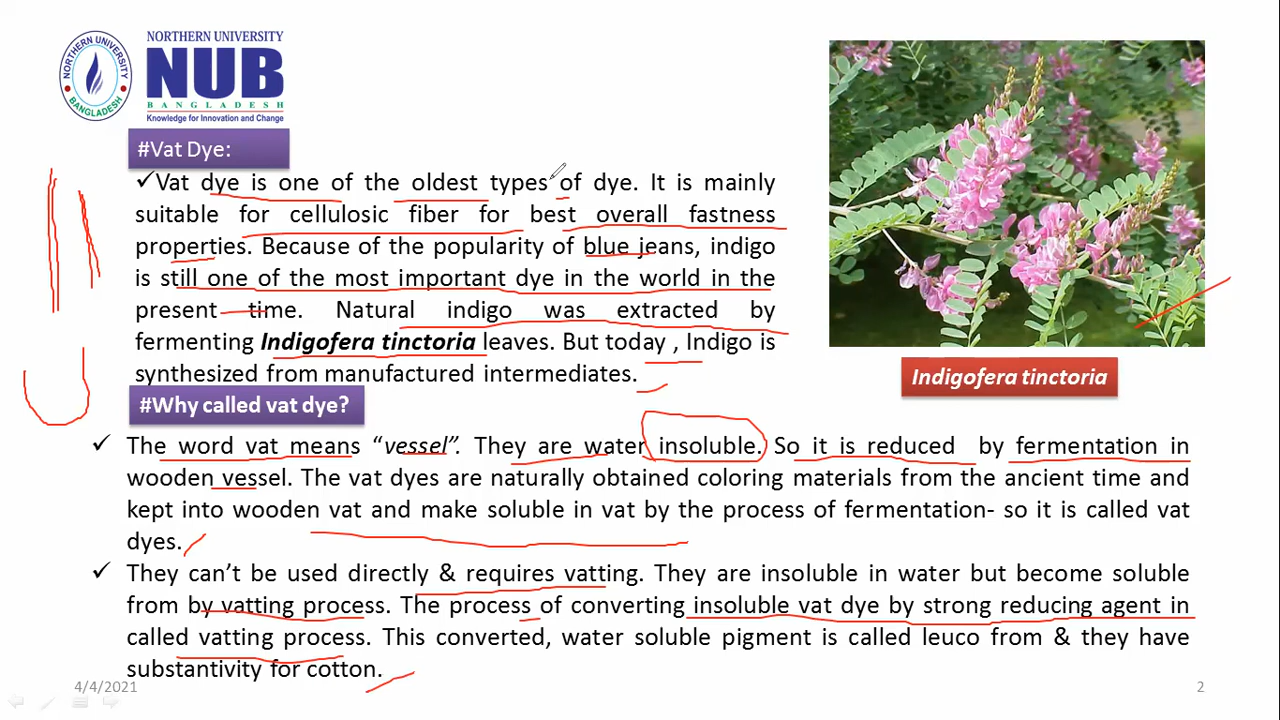 NORTHERN UNIVERSITY
NUB
BANGLADESH
Knowledge for Innovation and Change
NORTHERN UNIVERSITY
BANGLADESH
#Vat Dye:
✓Vat dye is one of the oldest types of dye. It is mainly
suitable for cellulosic fiber for best overall fastness
properties. Because of the popularity of blue jeans, indigo
is still one of the most important dye in the world in the
present time. Natural indigo was extracted by
fermenting Indigofera tinctoria leaves. But today , Indigo is
synthesized from manufactured intermediates.
Indigofera tinctoria
#Why called vat dye?
✓ The word vat means “vessel”. They are water insoluble. So it is reduced by fermentation in
wooden vessel. The vat dyes are naturally obtained coloring materials from the ancient time and
kept into wooden vat and make soluble in vat by the process of fermentation- so it is called vat
dyes.
✓ They can’t be used directly & requires vatting. They are insoluble in water but become soluble
from by vatting process. The process of converting insoluble vat dye by strong reducing agent in
called vatting process. This converted, water soluble pigment is called leuco from & they have
substantivity for cotton.
4/4/2021
2